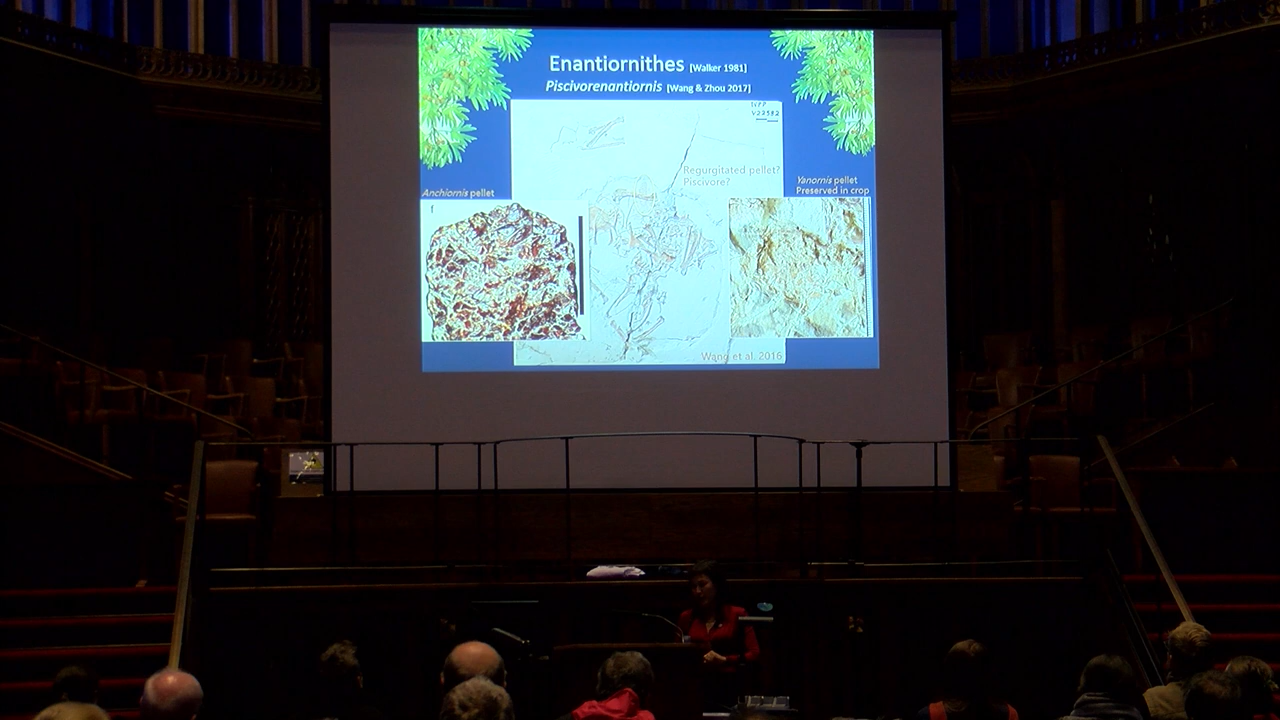 Enantiornithes [Walker 1981]
Piscivorenantiornis [Wang & Zhou 2017]
V22582
Regurgitated pellet?
Piscivore?
Anchiornis pellet
Yanornis pellet
Preserved in crop
f
Wang et al. 2016